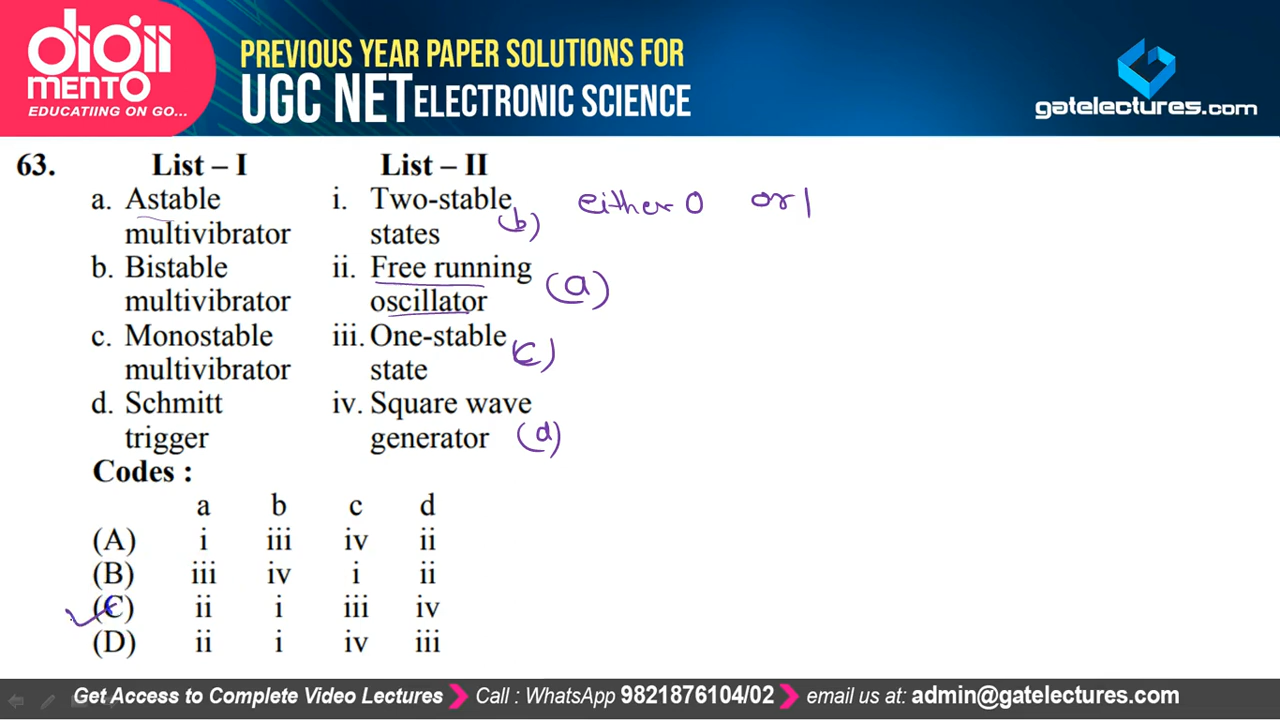 dioii
MENTO
EDUCATIING ON GO...
PREVIOUS YEAR PAPER SOLUTIONS FOR
UGC NET ELECTRONIC SCIENCE
gatelectures.com
63. List – I List – II
a. Astable i. Two-stable either 0 or 1
multivibrator states (b)
b. Bistable ii. Free running
multivibrator oscillator (a)
c. Monostable iii. One-stable
multivibrator state (c)
d. Schmitt iv. Square wave
trigger generator (d)
Codes :
a b c d
(A) i iii iv ii
(B) iii iv i ii
(C) ii i iii iv
(D) ii i iv iii
Get Access to Complete Video Lectures Call : WhatsApp 9821876104/02 email us at: admin@gatelectures.com